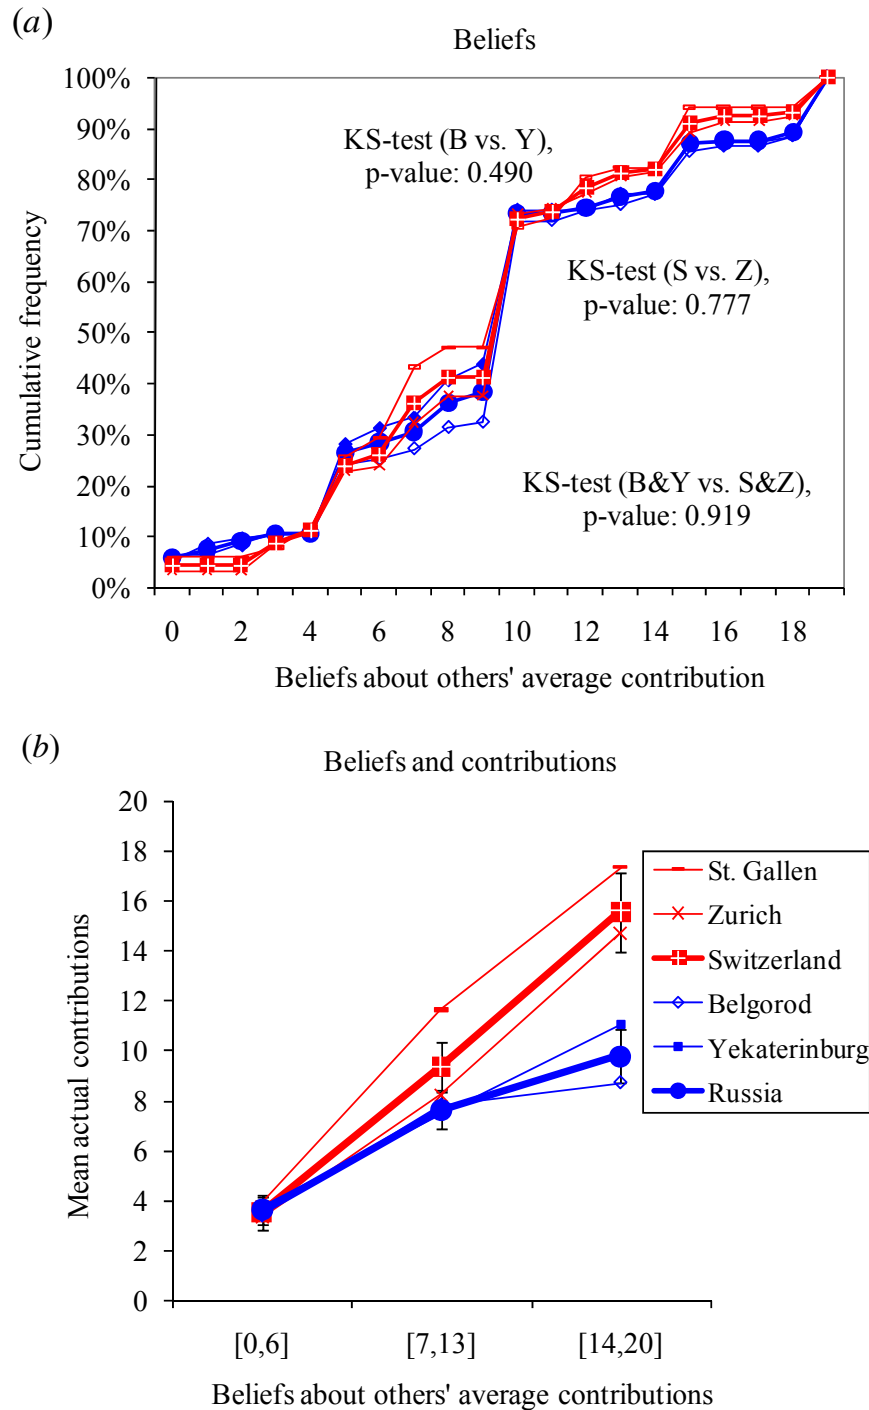 (a)
Beliefs
100%
90%
80%
70%
60%
50%
40%
30%
20%
10%
0%
Cumulative frequency
KS-test (B vs. Y),
p-value: 0.490
KS-test (S vs. Z),
p-value: 0.777
KS-test (B&Y vs. S&Z),
p-value: 0.919
0 2 4 6 8 10 12 14 16 18
Beliefs about others' average contribution
(b)
Beliefs and contributions
20
18
16
14
12
10
8
6
4
2
0
Mean actual contributions
St. Gallen
Zurich
Switzerland
Belgorod
Yekaterinburg
Russia
[0,6] [7,13] [14,20]
Beliefs about others' average contributions